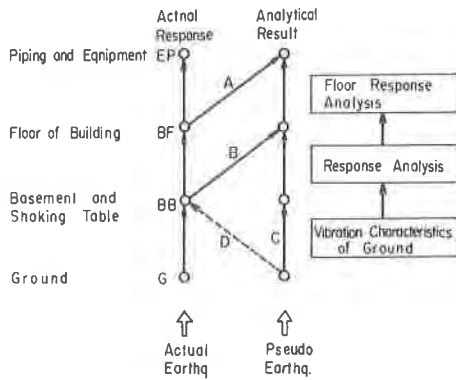 Actnal Response
Analytical Result
Piping and Eqnipment EP
A
Floor of Building BF
B
Basement and Shaking Table BB
D
C
Ground G
Actual Earthq
Pseudo Earthq.
Floor Response Analysis
Response Analysis
Vibration Characteristics of Ground